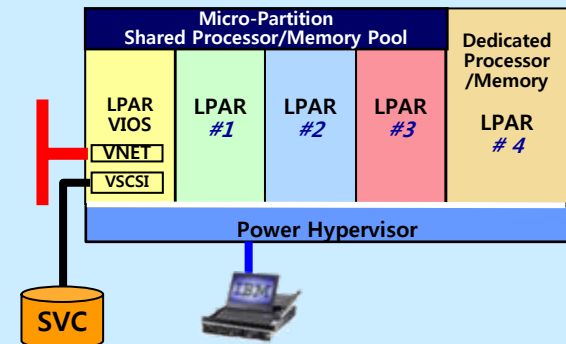 Micro-Partition
Shared Processor/Memory Pool
Dedicated
Processor
/Memory
LPAR
# 4
LPAR
VIOS
VNET
VSCSI
LPAR
#1
LPAR
#2
LPAR
#3
Power Hypervisor
IBM
SVC